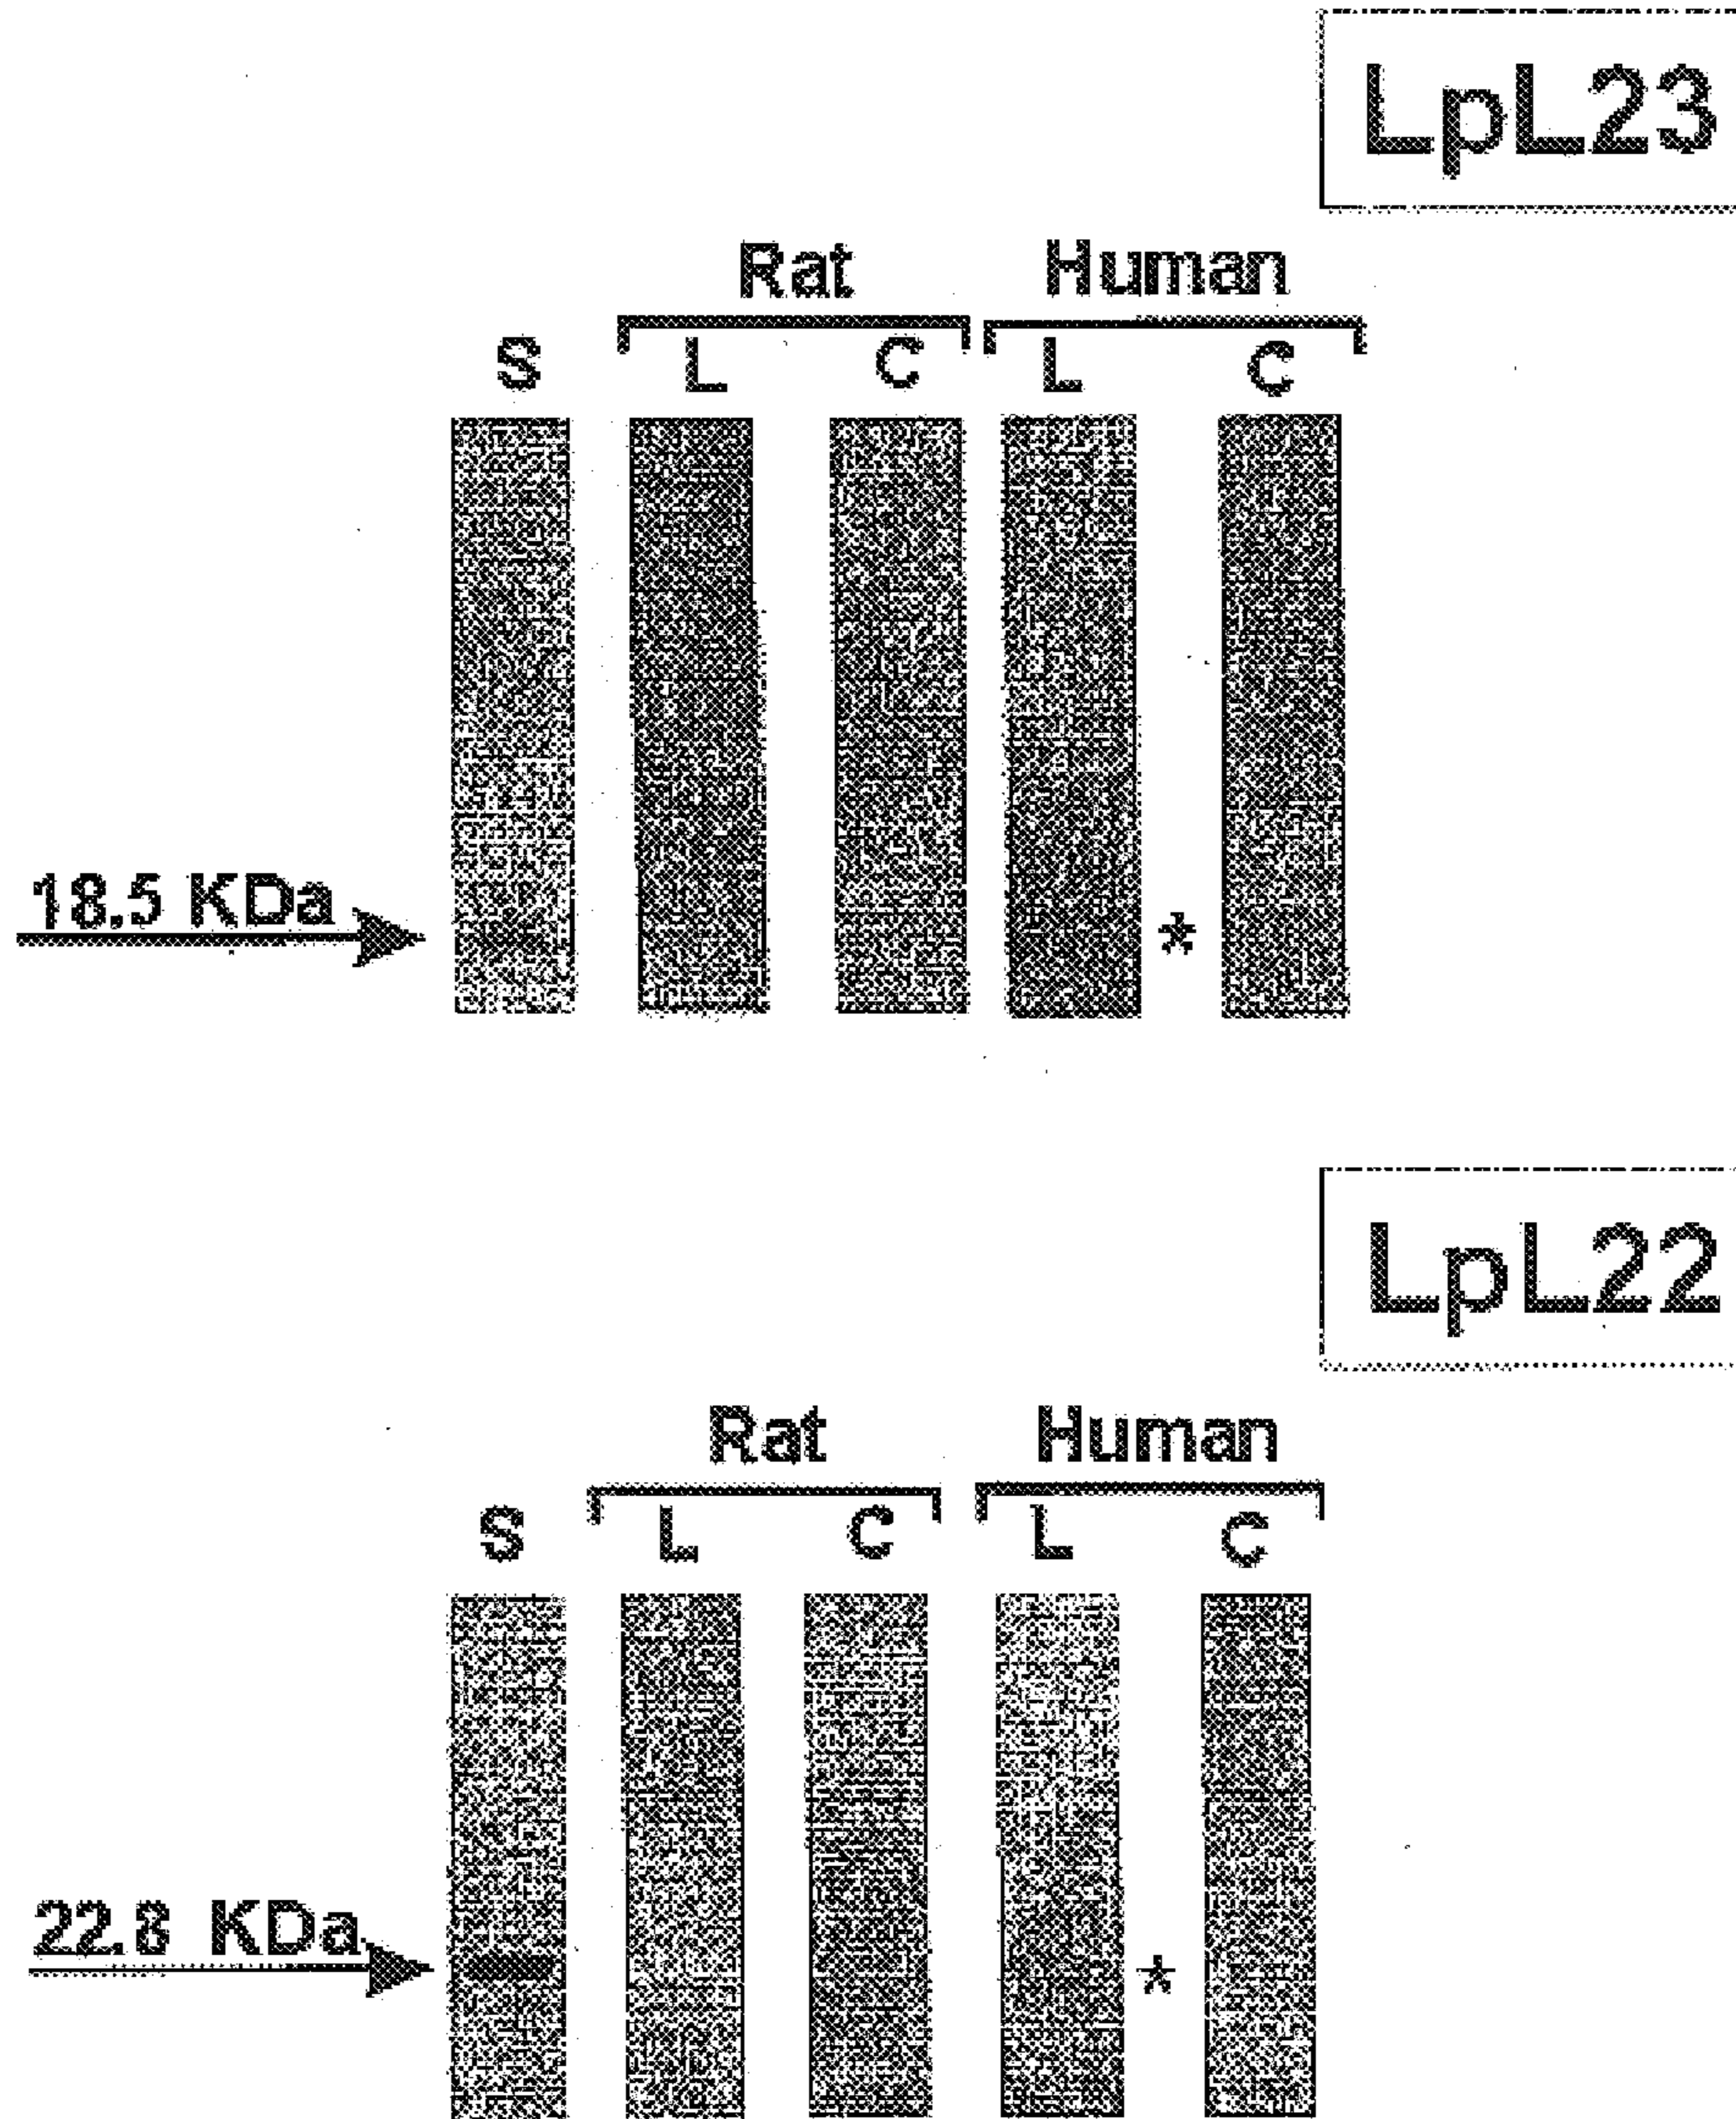 LpL23
Rat Human
S L C L C
18.5 KDa
*
LpL22
Rat Human
S L C L C
22.8 KDa
*